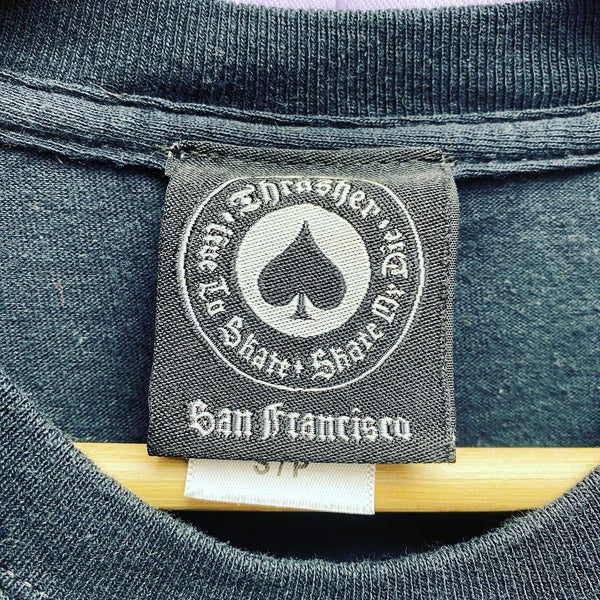 Thrasher
Live To Skate
Skate Or Die
San Francisco
S/P